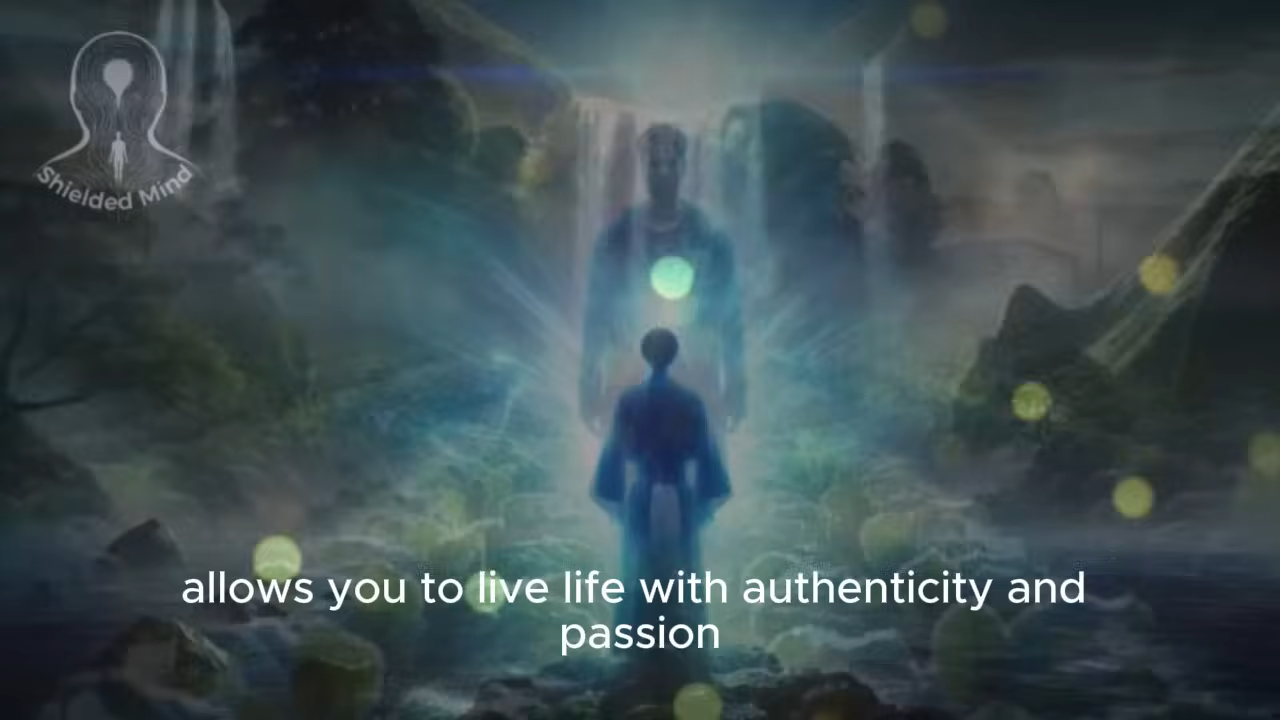 Shielded Mind
allows you to live life with authenticity and
passion